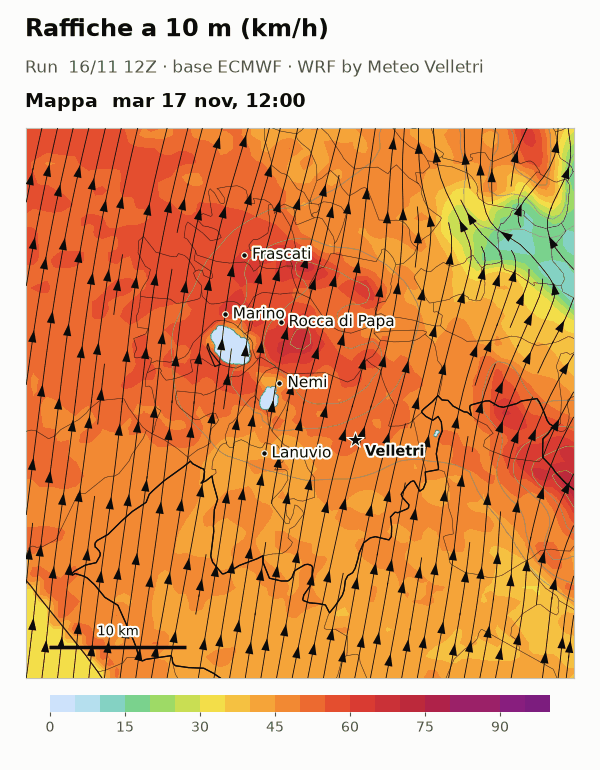 Raffiche a 10 m (km/h)
Run  16/11 12Z · base ECMWF · WRF by Meteo Velletri
Mappa  mar 17 nov, 12:00
Frascati
Marino
Rocca di Papa
Nemi
Lanuvio
Velletri
10 km
0 15 30 45 60 75 90